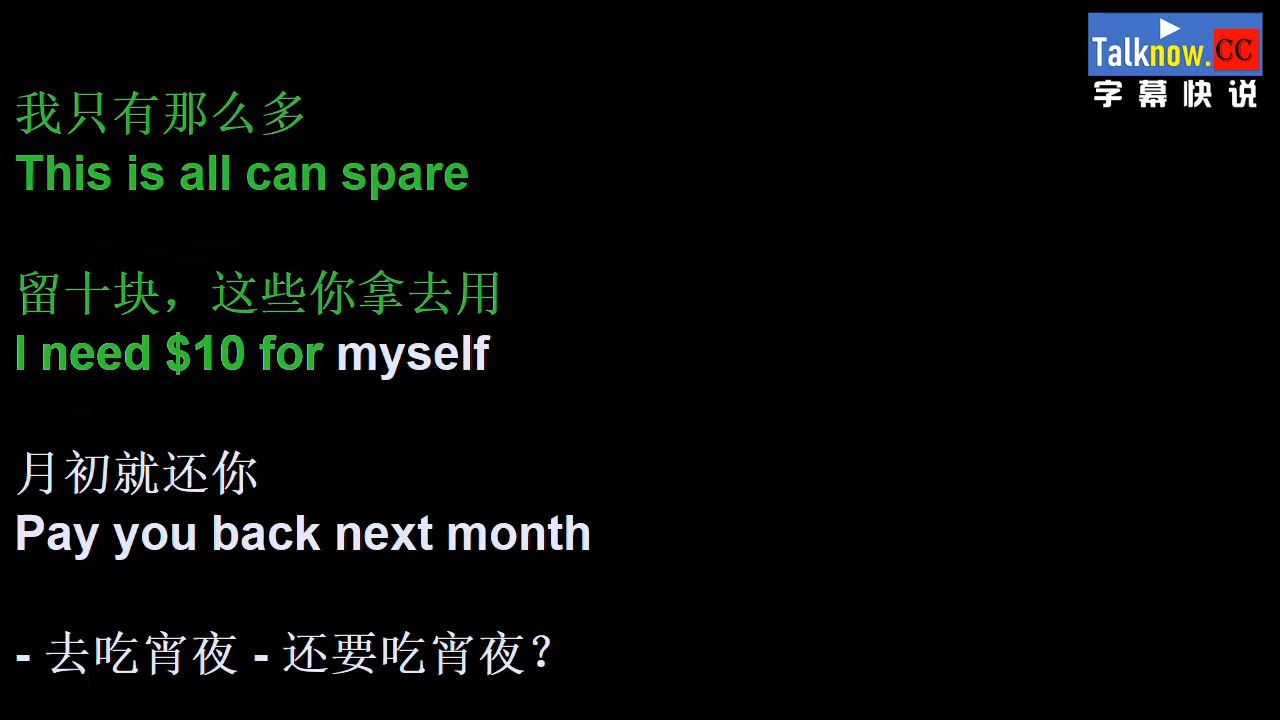 Talknow.CC
字幕快说
我只有那么多
This is all can spare
留十块，这些你拿去用
I need $10 for myself
月初就还你
Pay you back next month
- 去吃宵夜 - 还要吃宵夜？